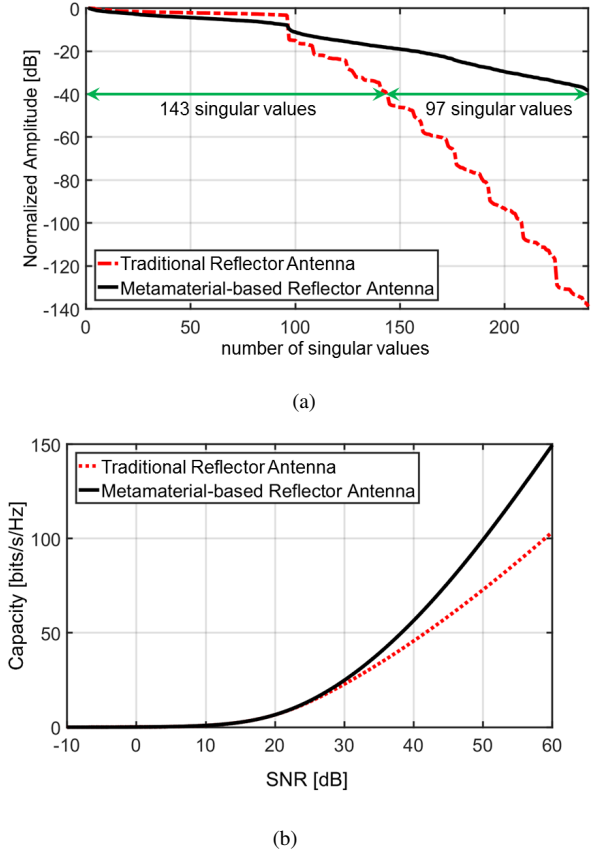 0
-20
-40
-60
-80
-100
-120
-140
Normalized Amplitude [dB]
143 singular values
97 singular values
Traditional Reflector Antenna
Metamaterial-based Reflector Antenna
0
50
100
150
200
number of singular values
(a)
150
100
50
0
Capacity [bits/s/Hz]
Traditional Reflector Antenna
Metamaterial-based Reflector Antenna
-10
0
10
20
30
40
50
60
SNR [dB]
(b)